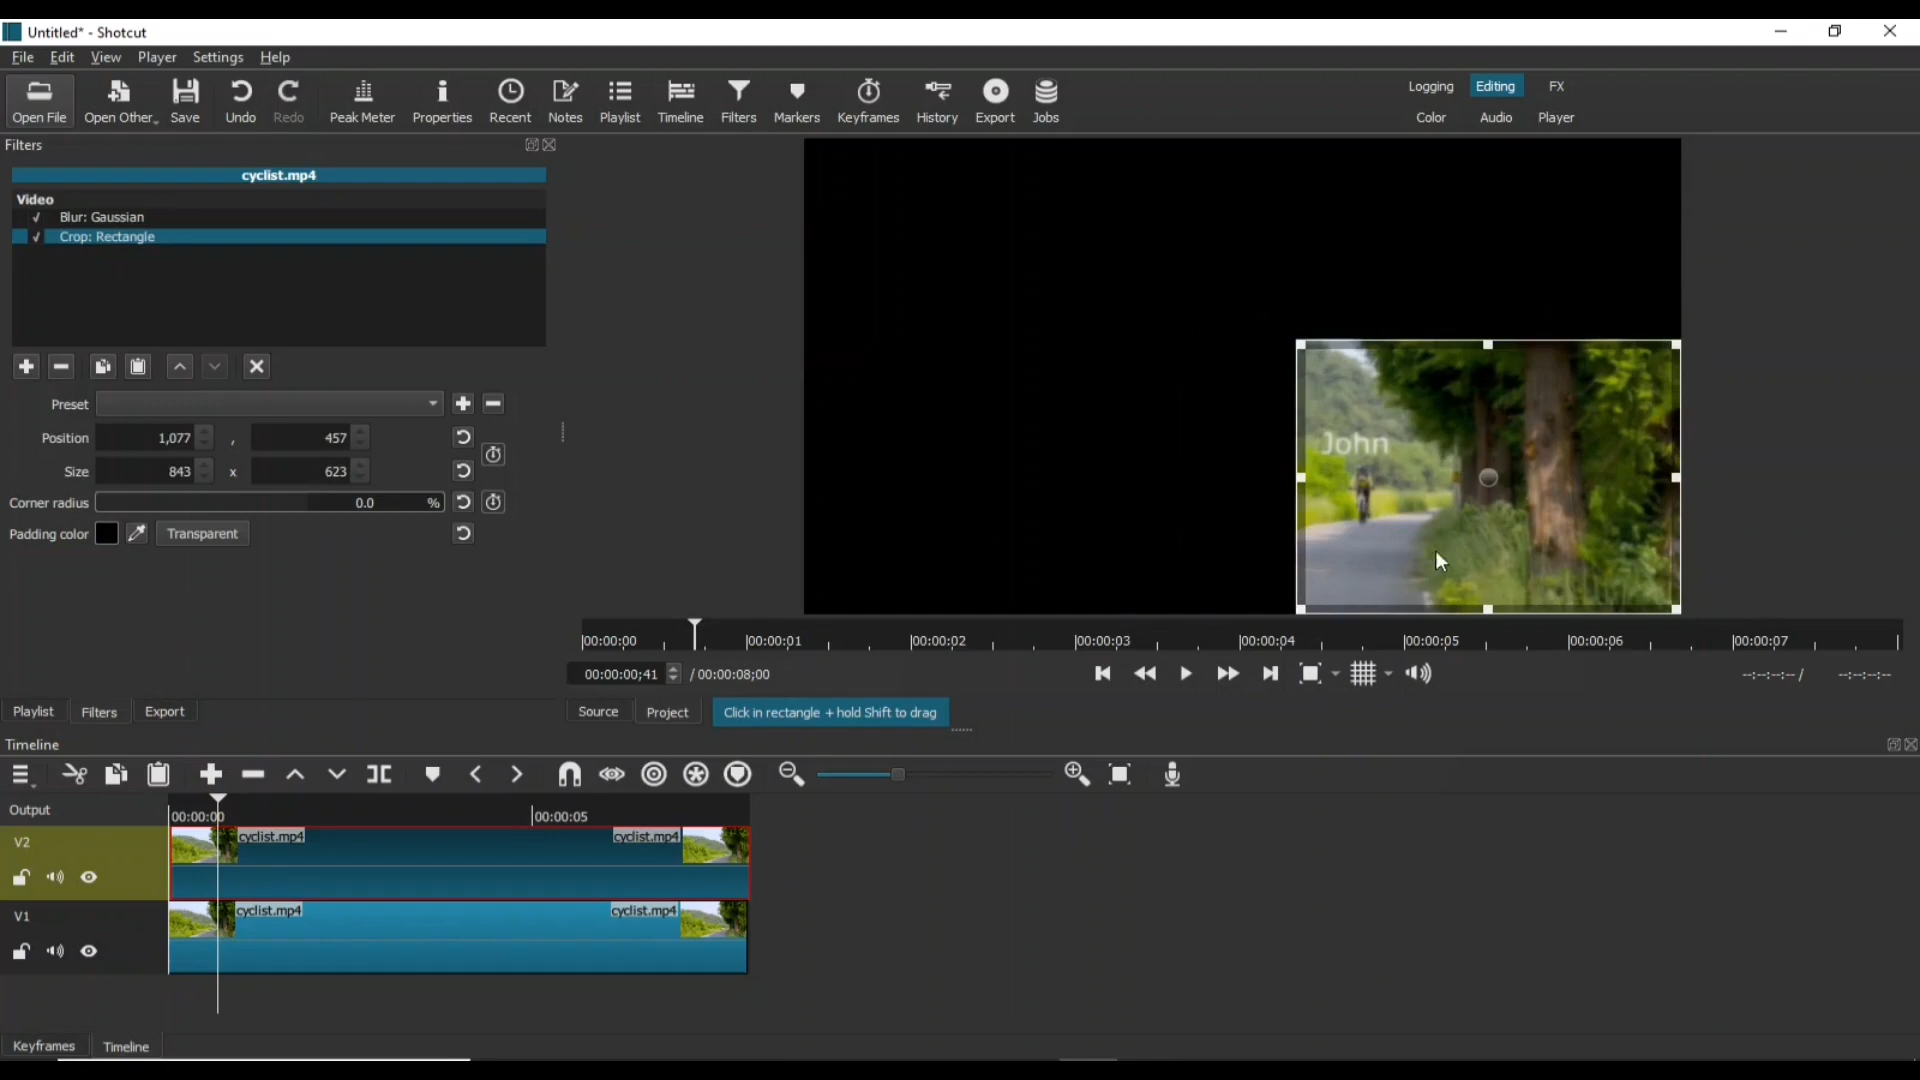 Untitled* - Shotcut
File Edit View Player Settings Help
Open File Open Other Save Undo Redo Peak Meter Properties Recent Notes Playlist Timeline Filters Markers Keyframes History Export Jobs
Logging Editing FX
Color Audio Player
Filters
cyclist.mp4
Video
√ Blur: Gaussian
√ Crop: Rectangle
Preset
Position 1,077 , 457
Size 843 x 623
Corner radius 0.0 %
Padding color Transparent
John
00:00:00 00:00:01 00:00:02 00:00:03 00:00:04 00:00:05 00:00:06 00:00:07
00:00:00;41 / 00:00:08;00
--:--:--:-- / --:--:--:--
Playlist Filters Export
Source Project Click in rectangle + hold Shift to drag
Timeline
Output
00:00:00 00:00:05
V2
cyclist.mp4 cyclist.mp4
V1
cyclist.mp4 cyclist.mp4
Keyframes Timeline